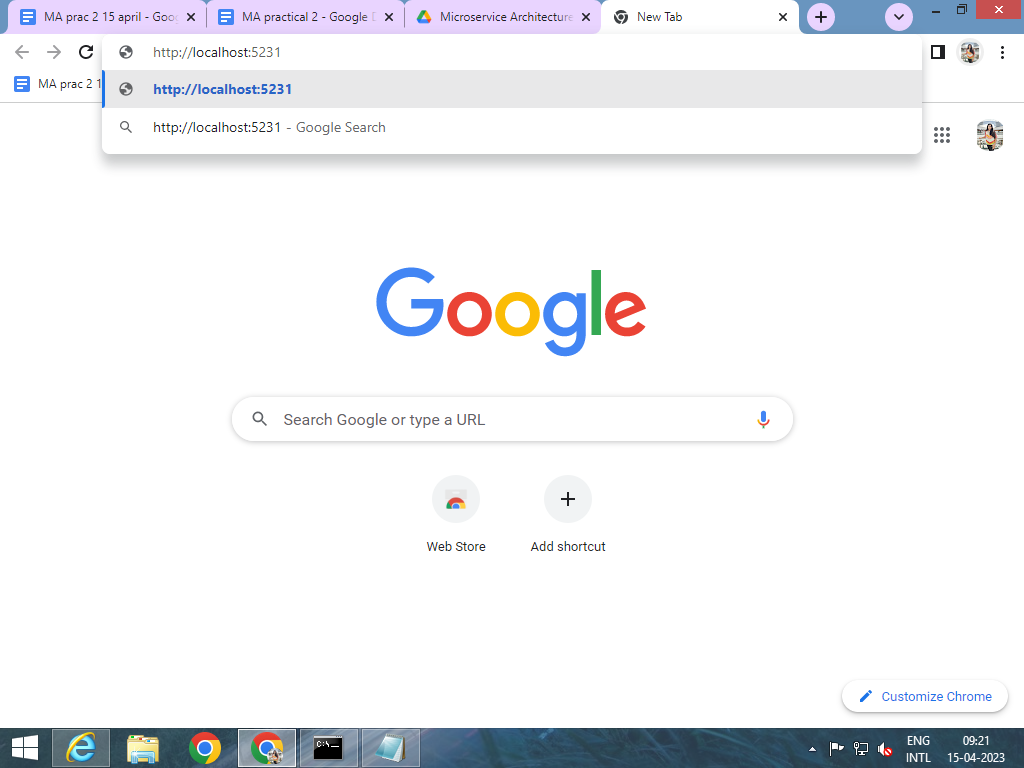 MA prac 2 15 april - Goo
MA practical 2 - Google
Microservice Architecture
New Tab
http://localhost:5231
http://localhost:5231
MA prac 2 1
http://localhost:5231 - Google Search
Google
Search Google or type a URL
Web Store
Add shortcut
Customize Chrome
C:\
ENG
INTL
09:21
15-04-2023